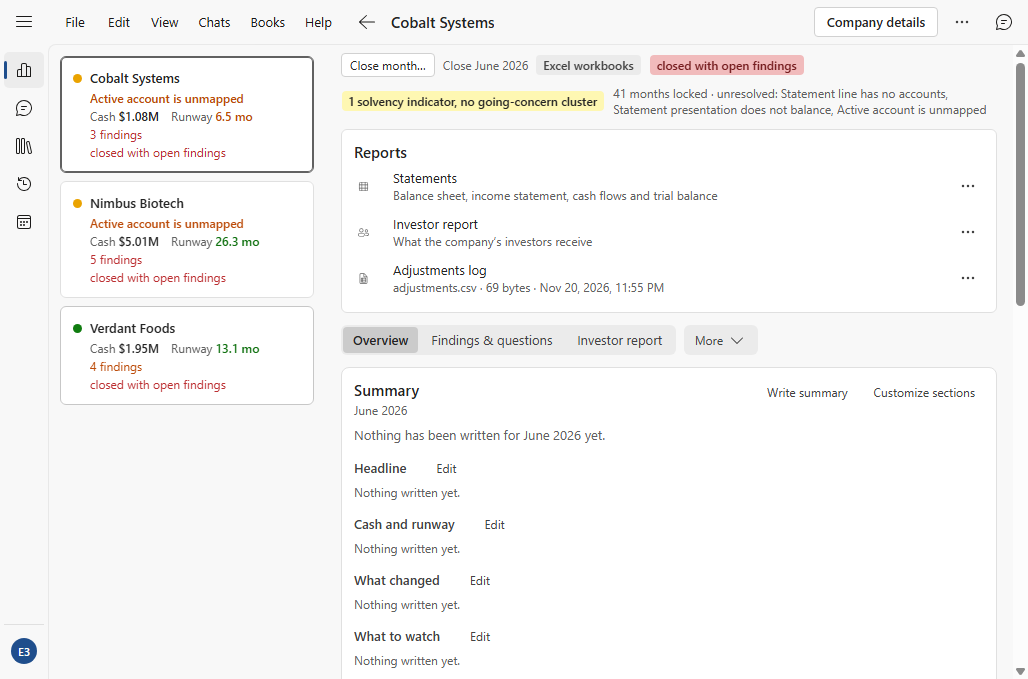 File Edit View Chats Books Help Cobalt Systems Company details
Cobalt Systems
Active account is unmapped
Cash $1.08M Runway 6.5 mo
3 findings
closed with open findings
Nimbus Biotech
Active account is unmapped
Cash $5.01M Runway 26.3 mo
5 findings
closed with open findings
Verdant Foods
Cash $1.95M Runway 13.1 mo
4 findings
closed with open findings
E3
Close month... Close June 2026 Excel workbooks closed with open findings
1 solvency indicator, no going-concern cluster
41 months locked · unresolved: Statement line has no accounts,
Statement presentation does not balance, Active account is unmapped
Reports
Statements
Balance sheet, income statement, cash flows and trial balance
Investor report
What the company's investors receive
Adjustments log
adjustments.csv · 69 bytes · Nov 20, 2026, 11:55 PM
Overview Findings & questions Investor report More
Summary Write summary Customize sections
June 2026
Nothing has been written for June 2026 yet.
Headline Edit
Nothing written yet.
Cash and runway Edit
Nothing written yet.
What changed Edit
Nothing written yet.
What to watch Edit
Nothing written yet.